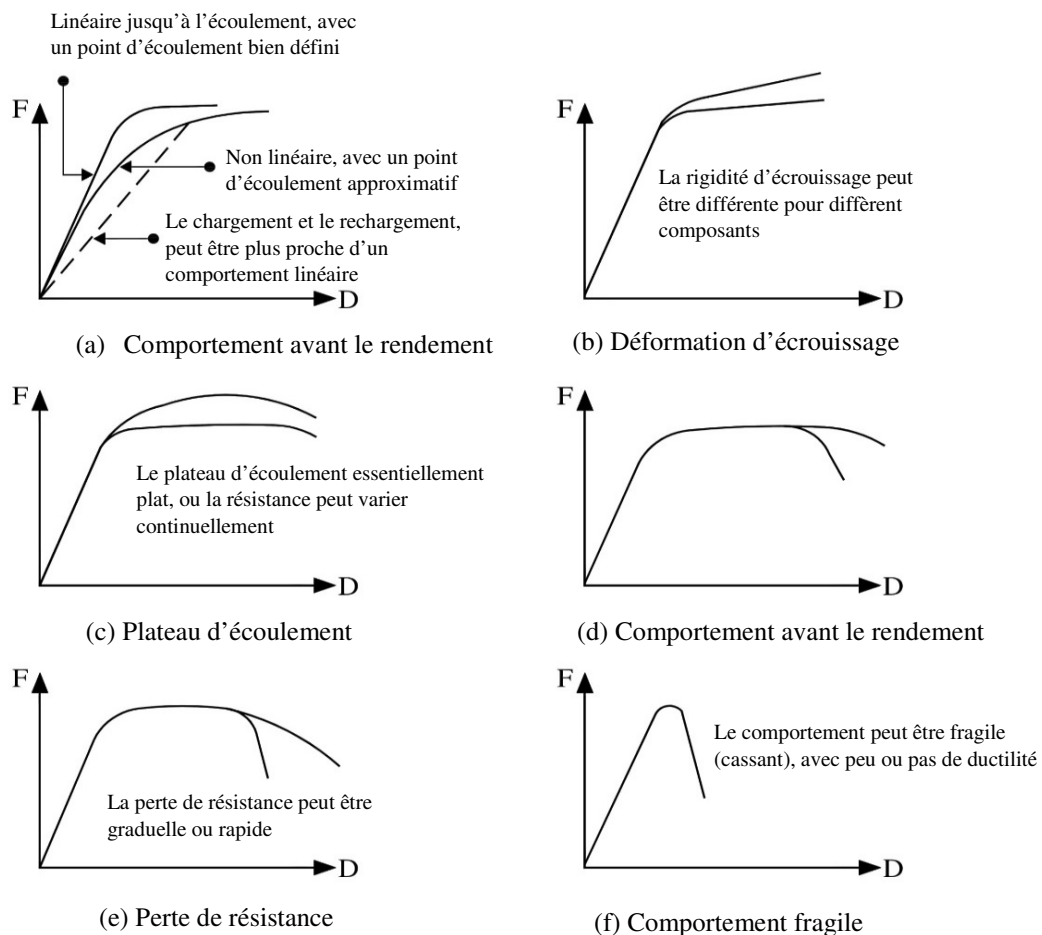 Linéaire jusqu'à l'écoulement, avec
un point d'écoulement bien défini
F
Non linéaire, avec un point
d'écoulement approximatif
Le chargement et le rechargement,
peut être plus proche d'un
comportement linéaire
D
(a) Comportement avant le rendement
F
La rigidité d'écrouissage peut
être différente pour diffèrent
composants
D
(b) Déformation d'écrouissage
F
Le plateau d'écoulement essentiellement
plat, ou la résistance peut varier
continuellement
D
(c) Plateau d'écoulement
F
D
(d) Comportement avant le rendement
F
La perte de résistance peut être
graduelle ou rapide
D
(e) Perte de résistance
F
Le comportement peut être fragile
(cassant), avec peu ou pas de ductilité
D
(f) Comportement fragile